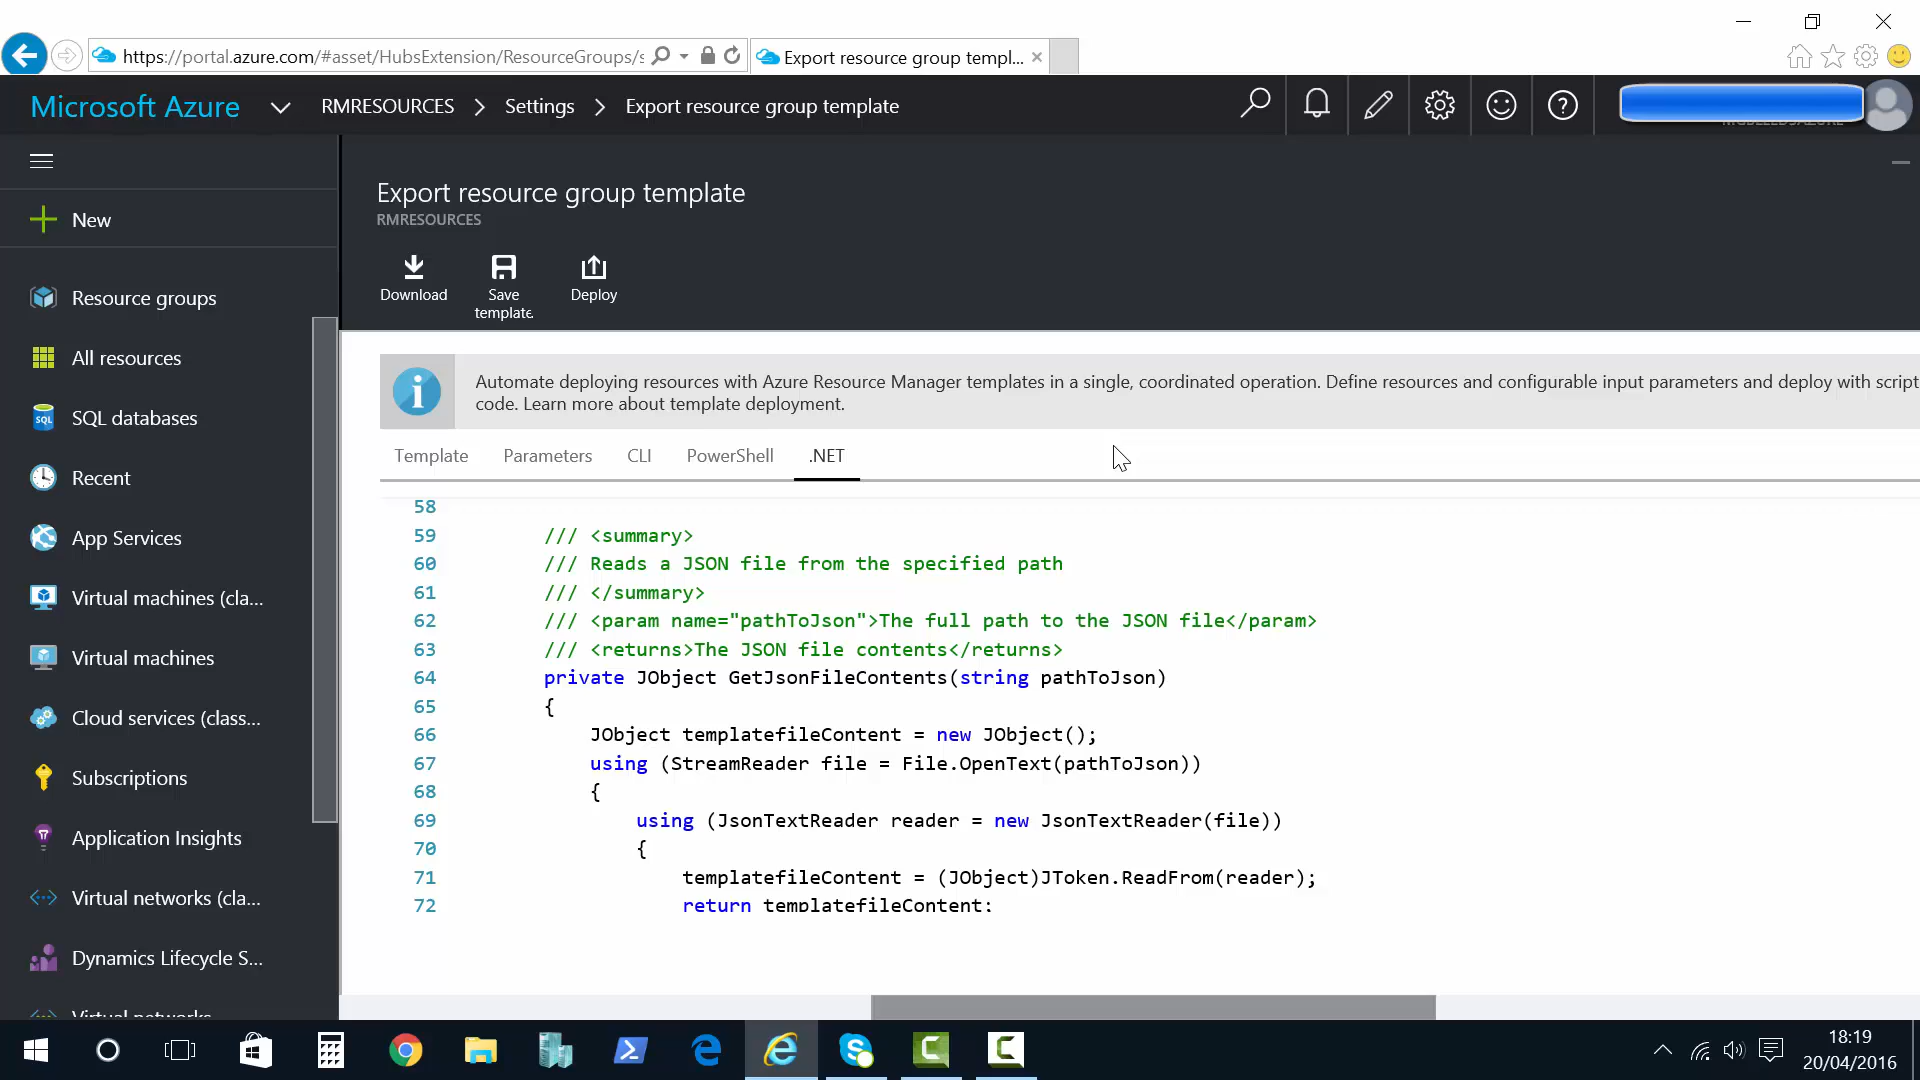 https://portal.azure.com/#asset/HubsExtension/ResourceGroups/s
Export resource group templ...
Microsoft Azure
RMRESOURCES
Settings
Export resource group template
New
Export resource group template
RMRESOURCES
Download
Save template
Deploy
Resource groups
All resources
SQL databases
Recent
App Services
Virtual machines (cla...
Virtual machines
Cloud services (class...
Subscriptions
Application Insights
Virtual networks (cla...
Dynamics Lifecycle S...
Virtual networks
Automate deploying resources with Azure Resource Manager templates in a single, coordinated operation. Define resources and configurable input parameters and deploy with script
code. Learn more about template deployment.
Template Parameters CLI PowerShell .NET
58
59 /// <summary>
60 /// Reads a JSON file from the specified path
61 /// </summary>
62 /// <param name="pathToJson">The full path to the JSON file</param>
63 /// <returns>The JSON file contents</returns>
64 private JObject GetJsonFileContents(string pathToJson)
65 {
66 JObject templatefileContent = new JObject();
67 using (StreamReader file = File.OpenText(pathToJson))
68 {
69 using (JsonTextReader reader = new JsonTextReader(file))
70 {
71 templatefileContent = (JObject)JToken.ReadFrom(reader);
72 return templatefileContent;
18:19
20/04/2016